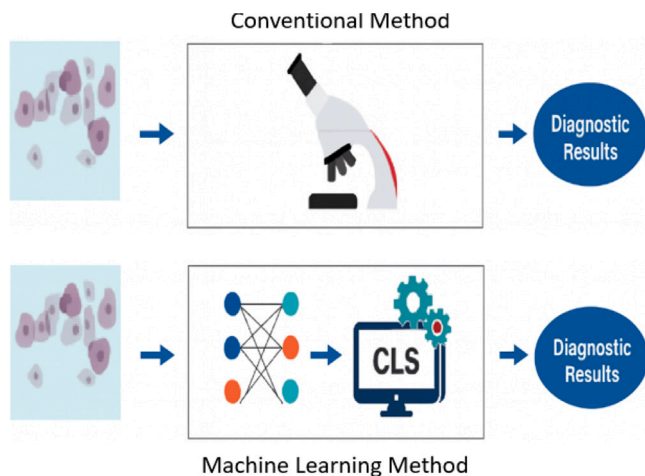 Conventional Method
Diagnostic
Results
CLS
Diagnostic
Results
Machine Learning Method